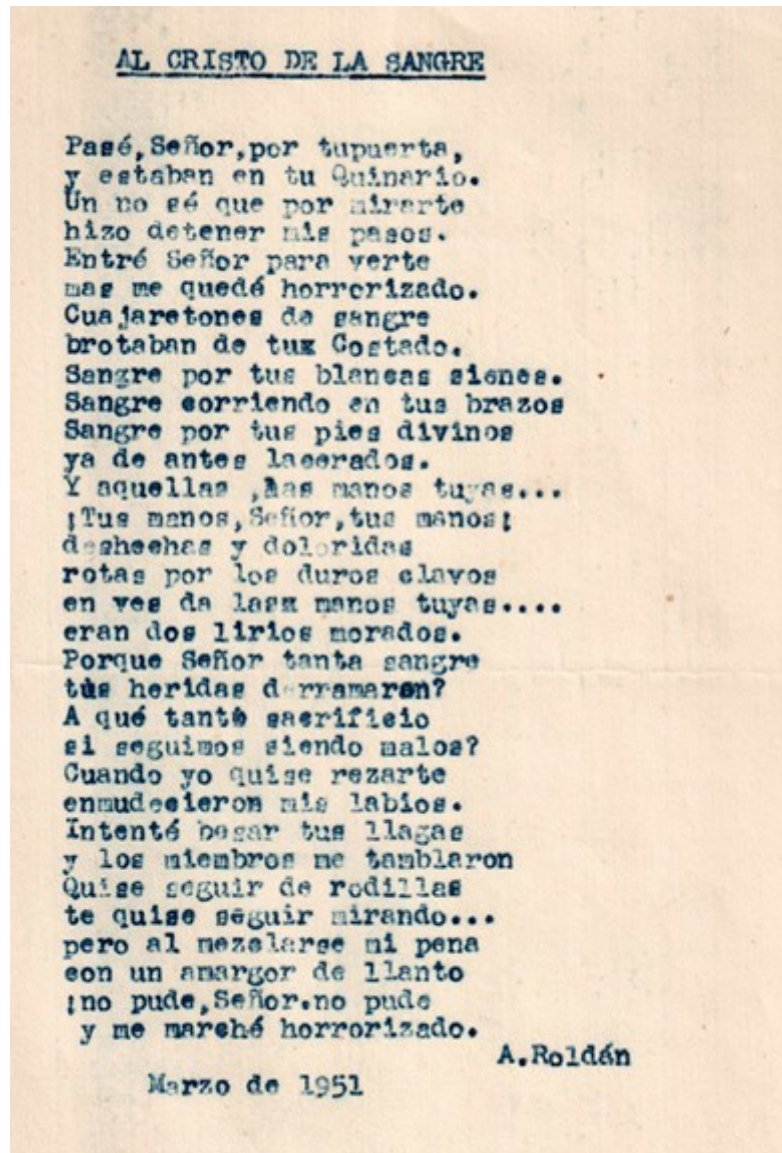 AL CRISTO DE LA SANGRE
Pasé,Señor,por tupuerta,
y estaban en tu Quinario.
Un no sé que por mirarte
hizo detener mis pasos.
Entré Señor para verte
mas me quedé horrorizado.
Cuajaretones de sangre
brotaban de tux Costado.
Sangre por tus blancas sienes.
Sangre corriendo en tus brazos
Sangre por tus pies divinos
ya de antes lacerados.
Y aquellas ,las manos tuyas...
¡Tus manos,Señor,tus manos¡
deshechas y doloridas
rotas por los duros clavos
en ves da lasx manos tuyas....
eran dos lirios morados.
Porque Señor tanta sangre
tus heridas derramaron?
A qué tanto sacrificio
si seguimos siendo malos?
Cuando yo quise rezarte
enmudecieron mis labios.
Intenté besar tus llagas
y los miembros me tamblaron
Quise seguir de rodillas
te quise seguir mirando...
pero al mezclarse mi pena
con un amargor de llanto
¡no pude,Señor.no pude
y me marché horrorizado.
A.Roldán
Marzo de 1951